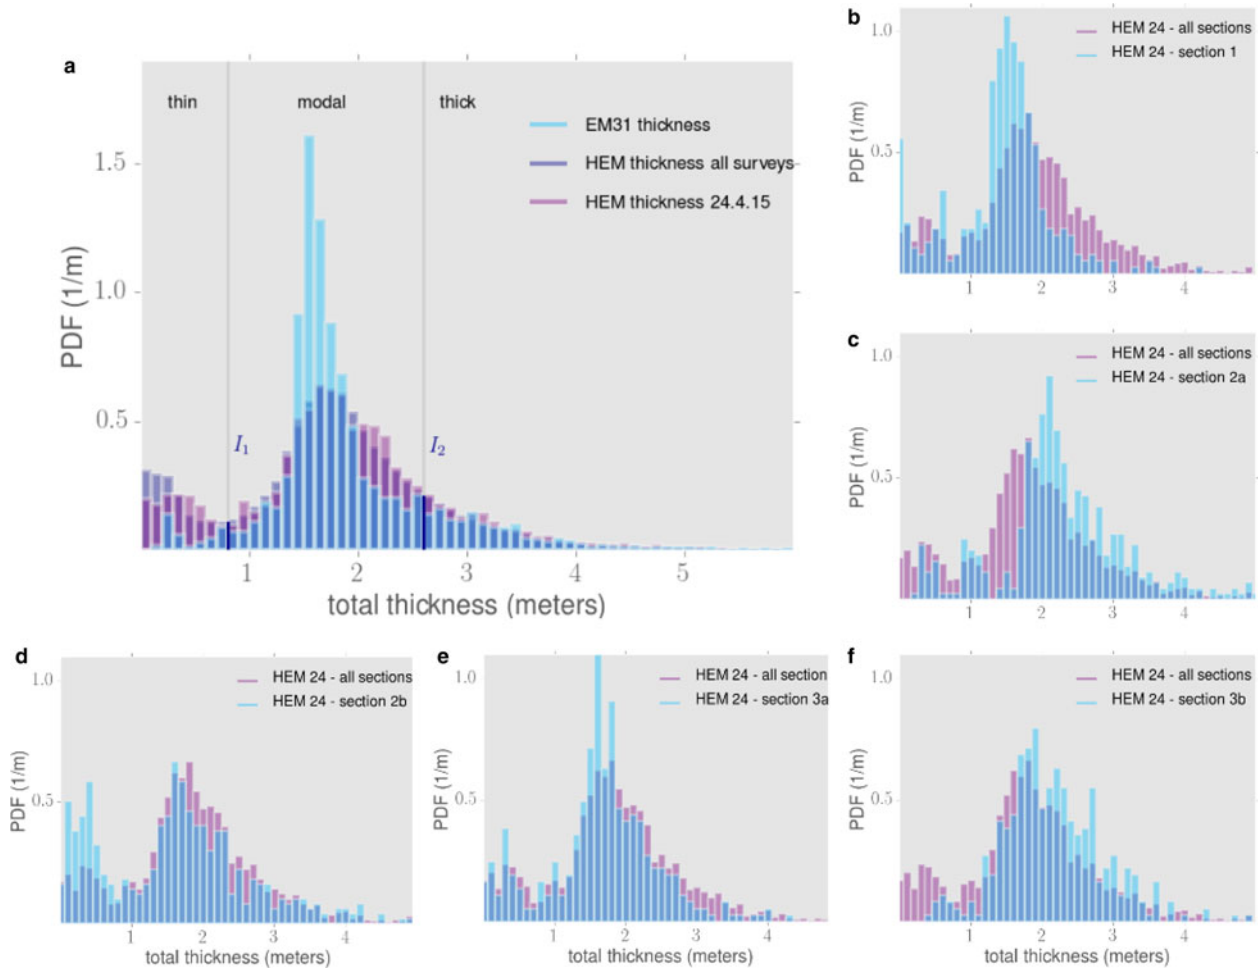 a
thin modal thick
EM31 thickness
HEM thickness all surveys
HEM thickness 24.4.15
1.5
1.0
0.5
PDF (1/m)
I1
I2
1 2 3 4 5
total thickness (meters)
b
HEM 24 - all sections
HEM 24 - section 1
1.0
0.5
PDF (1/m)
1 2 3 4
c
HEM 24 - all sections
HEM 24 - section 2a
1.0
0.5
PDF (1/m)
1 2 3 4
d
HEM 24 - all sections
HEM 24 - section 2b
1.0
0.5
PDF (1/m)
1 2 3 4
total thickness (meters)
e
HEM 24 - all section
HEM 24 - section 3a
1.0
0.5
PDF (1/m)
1 2 3 4
total thickness (meters)
f
HEM 24 - all sections
HEM 24 - section 3b
1.0
0.5
PDF (1/m)
1 2 3 4
total thickness (meters)